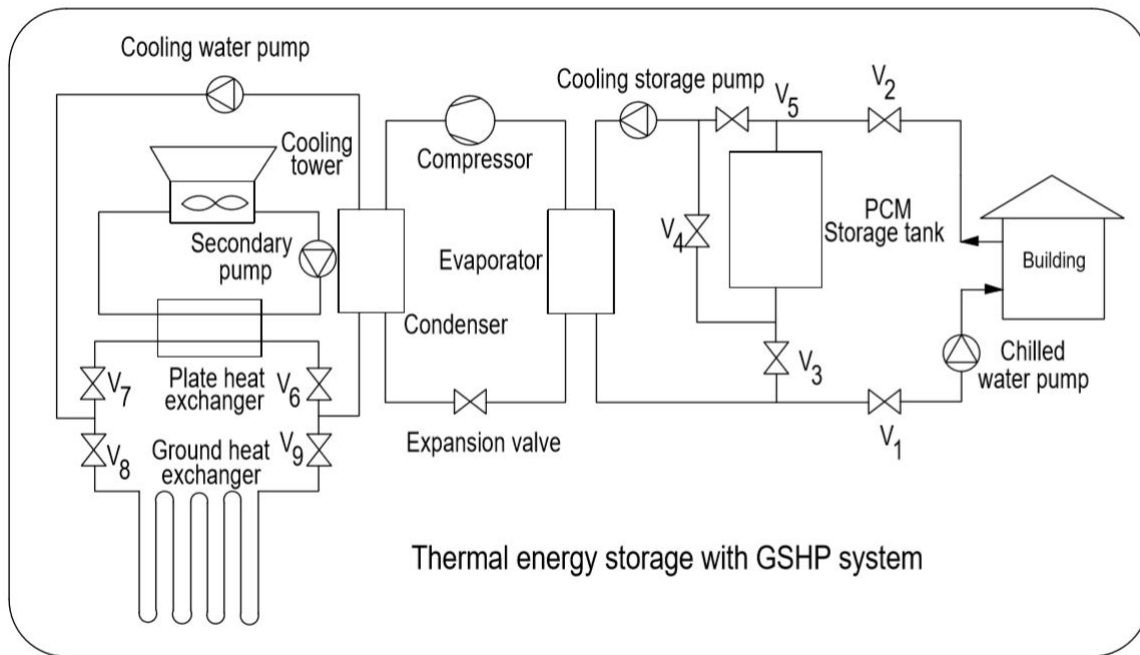 Cooling water pump
Cooling
tower
Secondary
pump
Plate heat
exchanger
V7
V6
V8
V9
Ground heat
exchanger
Compressor
Condenser
Evaporator
Expansion valve
Cooling storage pump
V5
V2
V4
PCM
Storage tank
V3
V1
Building
Chilled
water pump
Thermal energy storage with GSHP system